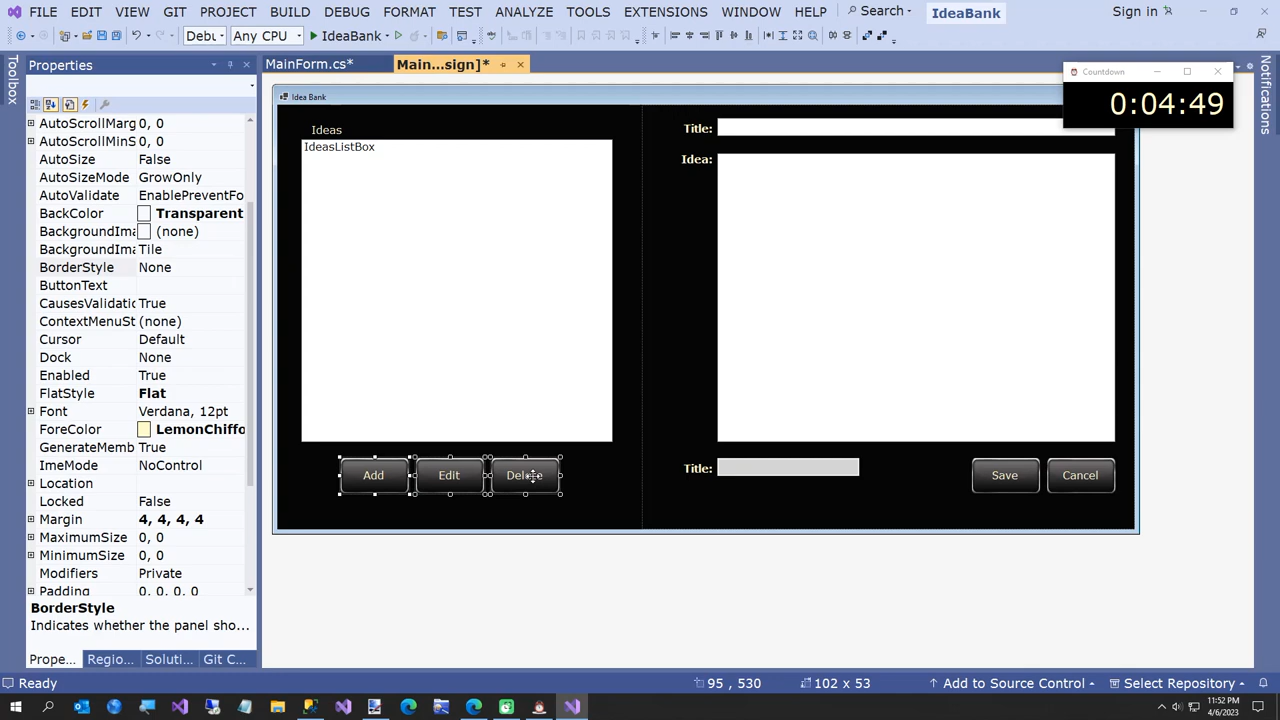 FILE EDIT VIEW GIT PROJECT BUILD DEBUG FORMAT TEST ANALYZE TOOLS EXTENSIONS WINDOW HELP Search IdeaBank Sign in
Debu Any CPU IdeaBank
Toolbox
Properties
MainForm.cs*
Main...sign]*
Notifications
Countdown
0:04:49
AutoScrollMarg 0, 0
AutoScrollMinS 0, 0
AutoSize False
AutoSizeMode GrowOnly
AutoValidate EnablePreventFo
BackColor Transparent
BackgroundIma (none)
BackgroundIma Tile
BorderStyle None
ButtonText
CausesValidatic True
ContextMenuSt (none)
Cursor Default
Dock None
Enabled True
FlatStyle Flat
Font Verdana, 12pt
ForeColor LemonChiffo
GenerateMemb True
ImeMode NoControl
Location
Locked False
Margin 4, 4, 4, 4
MaximumSize 0, 0
MinimumSize 0, 0
Modifiers Private
Padding 0, 0, 0, 0
BorderStyle
Indicates whether the panel sho...
Prope... Regio... Soluti... Git C...
Idea Bank
Ideas
IdeasListBox
Title:
Idea:
Add Edit Delete
Title:
Save Cancel
Ready 95 , 530 102 x 53 Add to Source Control Select Repository
11:52 PM
4/6/2023